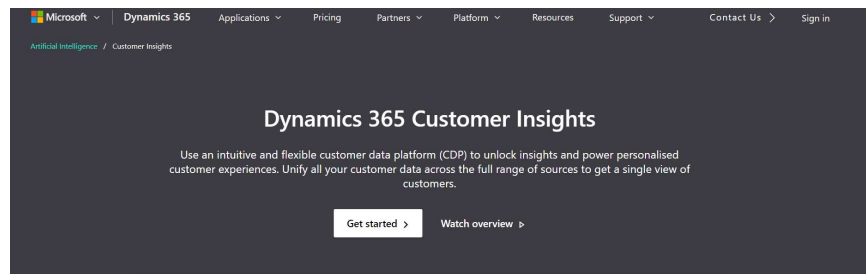 Microsoft Dynamics 365 Applications Pricing Partners Platform Resources Support Contact Us Sign in
Artificial Intelligence / Customer Insights
Dynamics 365 Customer Insights
Use an intuitive and flexible customer data platform (CDP) to unlock insights and power personalised
customer experiences. Unify all your customer data across the full range of sources to get a single view of
customers.
Get started Watch overview